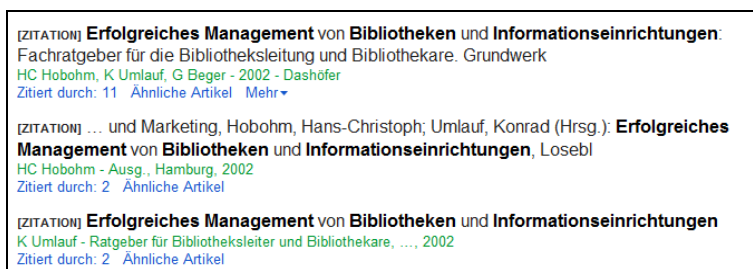 [ZITATION] Erfolgreiches Management von Bibliotheken und Informationseinrichtungen:
Fachratgeber für die Bibliotheksleitung und Bibliothekare. Grundwerk
HC Hobohm, K Umlauf, G Beger - 2002 - Dashöfer
Zitiert durch: 11 Ähnliche Artikel Mehr▾
[ZITATION] … und Marketing, Hobohm, Hans-Christoph; Umlauf, Konrad (Hrsg.): Erfolgreiches
Management von Bibliotheken und Informationseinrichtungen, Losebl
HC Hobohm - Ausg., Hamburg, 2002
Zitiert durch: 2 Ähnliche Artikel
[ZITATION] Erfolgreiches Management von Bibliotheken und Informationseinrichtungen
K Umlauf - Ratgeber für Bibliotheksleiter und Bibliothekare, …, 2002
Zitiert durch: 2 Ähnliche Artikel